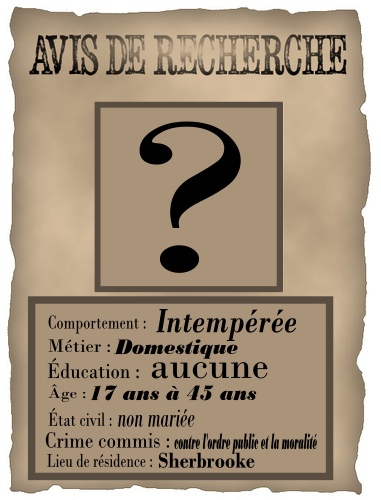 AVIS DE RECHERCHE
?
Comportement : Intempérée
Métier : Domestique
Éducation : aucune
Âge : 17 ans à 45 ans
État civil : non mariée
Crime commis : contre l'ordre public et la moralité
Lieu de résidence : Sherbrooke